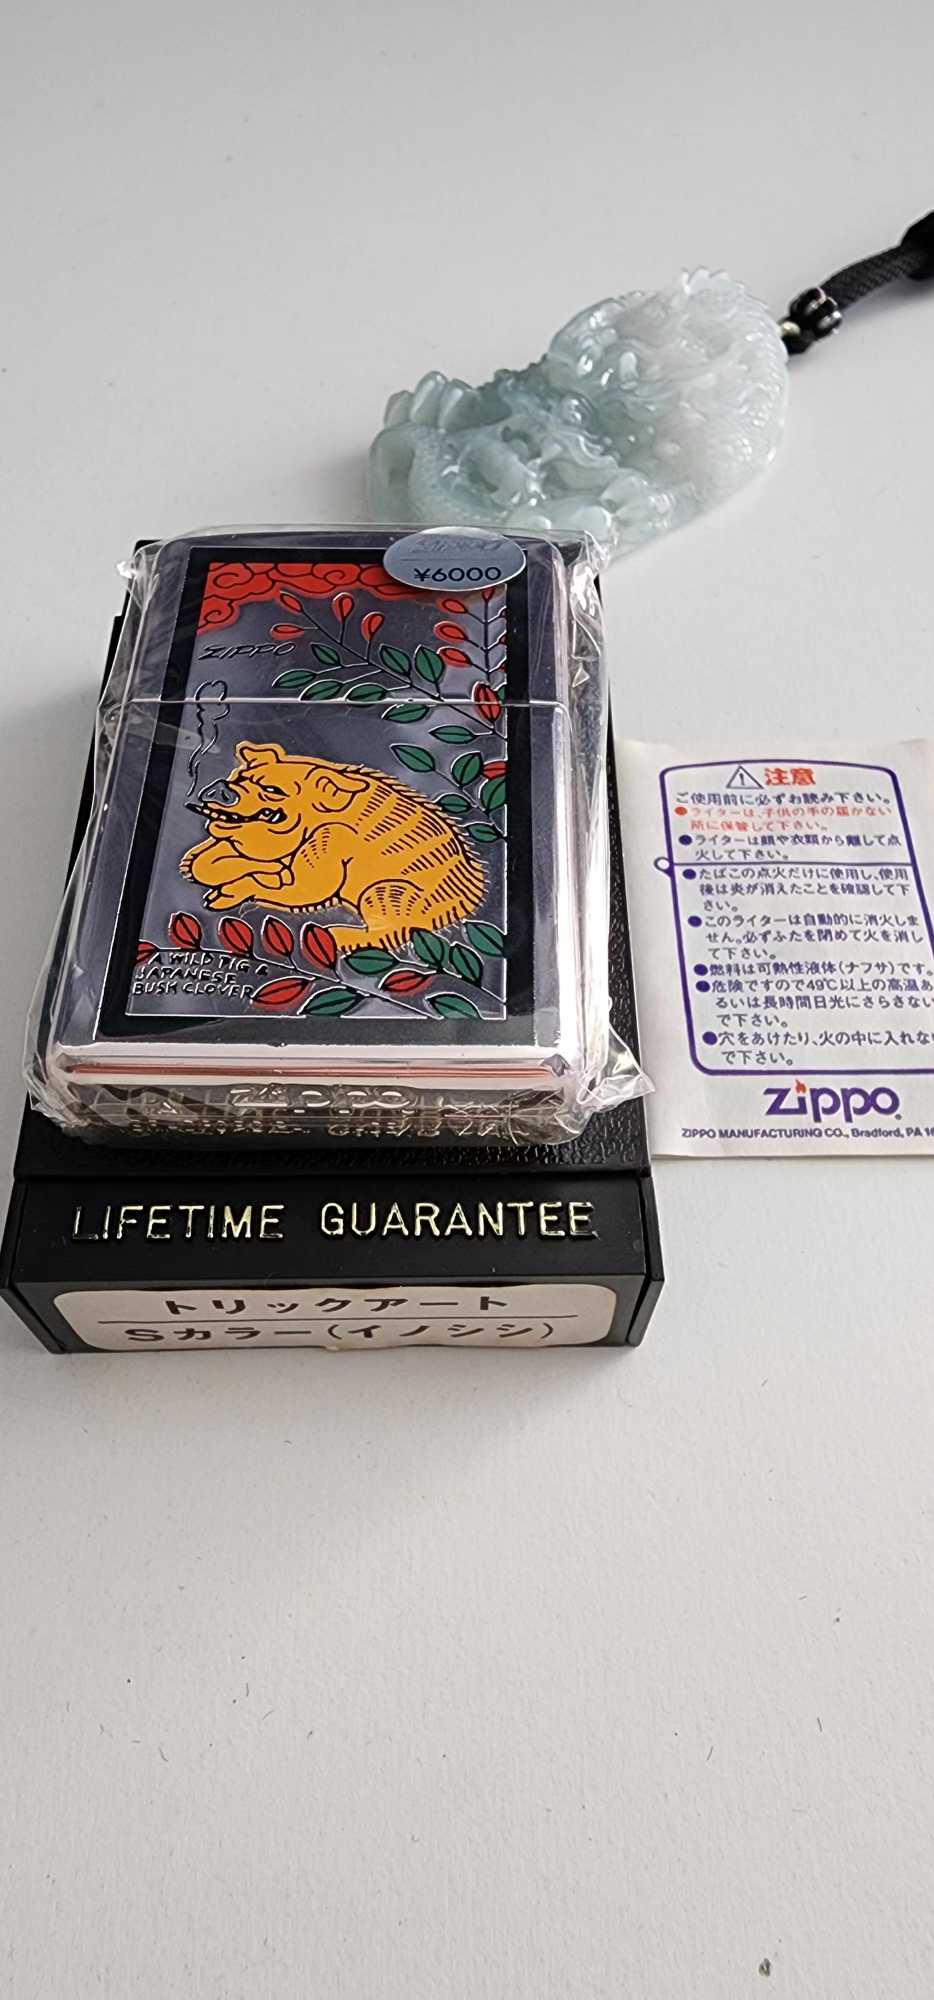 ¥6000
ZIPPO
A WILD PIG &
JAPANESE
BUSH CLOVER
ZIPPO
LIFETIME GUARANTEE
トリックアート
Sカラー(イノシシ)
注意
ご使用前に必ずお読み下さい。
●ライターは、子供の手の届かない
所に保管して下さい。
●ライターは顔や衣類から離して点
火して下さい。
●たばこの点火だけに使用し、使用
後は炎が消えたことを確認して下
さい。
●このライターは自動的に消火しま
せん。必ずふたを閉めて火を消し
て下さい。
●燃料は可熱性液体(ナフサ)です。
●危険ですので49℃以上の高温あ
るいは長時間日光にさらさない
で下さい。
●穴をあけたり、火の中に入れない
で下さい。
Zippo
ZIPPO MANUFACTURING CO., Bradford, PA 16